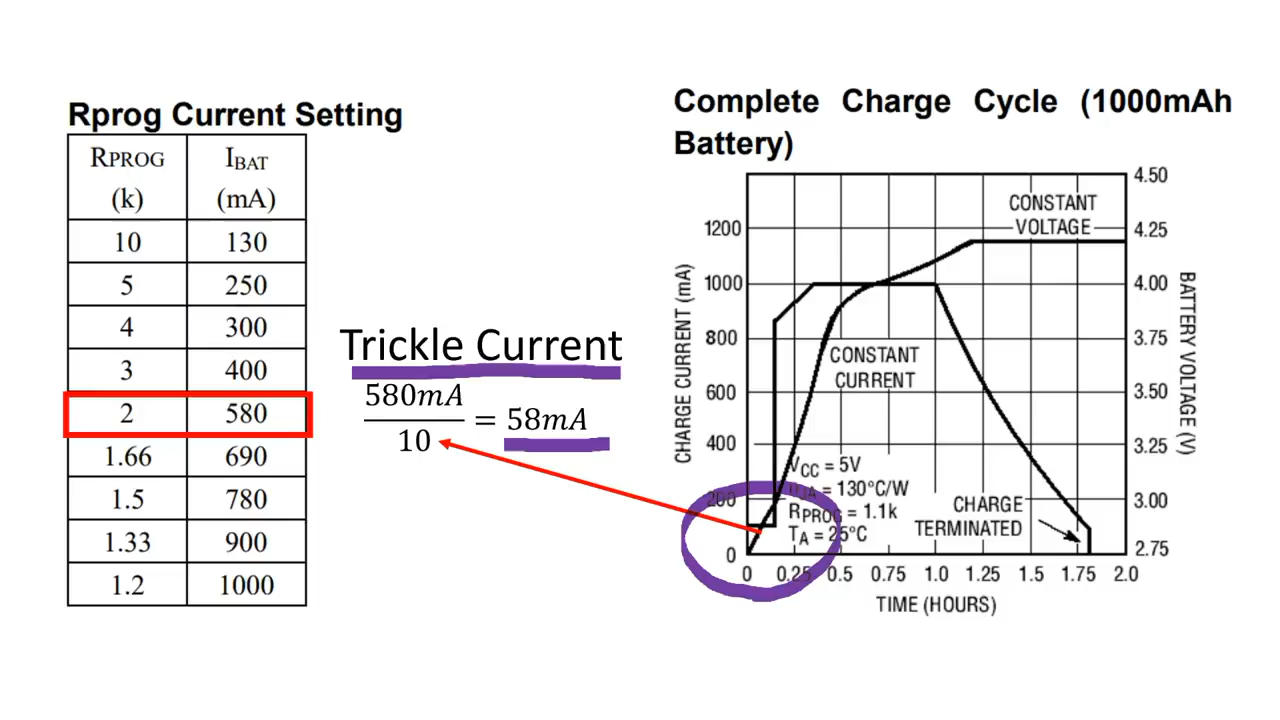 Rprog Current Setting
RPROG (k) IBAT (mA)
10 130
5 250
4 300
3 400
2 580
1.66 690
1.5 780
1.33 900
1.2 1000
Trickle Current
580mA
10
= 58mA
Complete Charge Cycle (1000mAh
Battery)
CHARGE CURRENT (mA)
1200
1000
800
600
400
200
0
CONSTANT
VOLTAGE
CONSTANT
CURRENT
VCC = 5V
θJA = 130°C/W
RPROG = 1.1k
TA = 25°C
CHARGE
TERMINATED
4.50
4.25
4.00
3.75
3.50
3.25
3.00
2.75
BATTERY VOLTAGE (V)
0 0.25 0.5 0.75 1.0 1.25 1.5 1.75 2.0
TIME (HOURS)